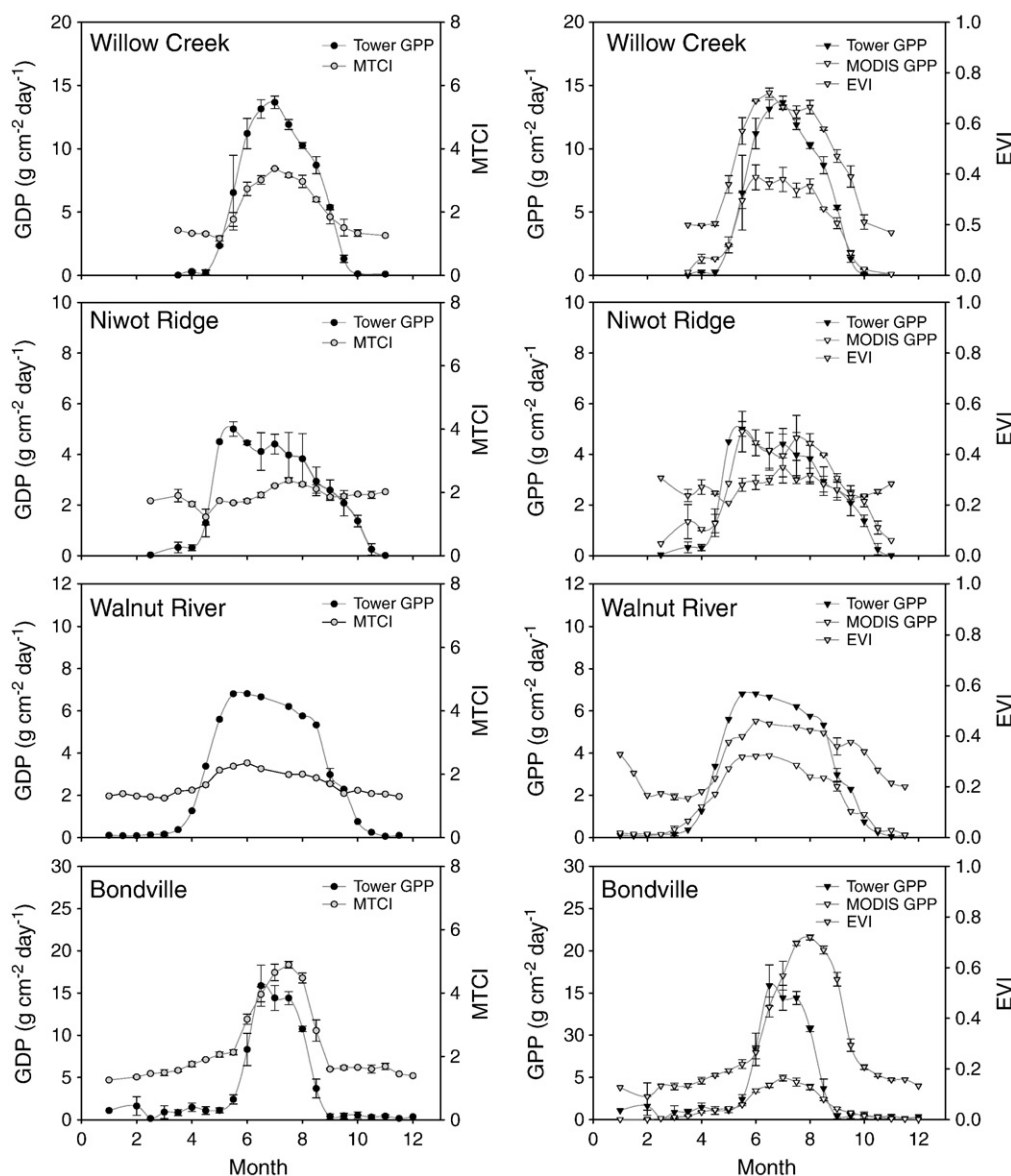 Willow Creek
Tower GPP
MTCI
20
15
10
5
0
GDP (g cm⁻² day⁻¹)
8
6
4
2
0
MTCI
Willow Creek
Tower GPP
MODIS GPP
EVI
20
15
10
5
0
GPP (g cm⁻² day⁻¹)
1.0
0.8
0.6
0.4
0.5
0.0
EVI
Niwot Ridge
Tower GPP
MTCI
10
8
6
4
2
0
GDP (g cm⁻² day⁻¹)
8
6
4
2
0
MTCI
Niwot Ridge
Tower GPP
MODIS GPP
EVI
10
8
6
4
2
0
GPP (g cm⁻² day⁻¹)
1.0
0.8
0.6
0.4
0.2
0.0
EVI
Walnut River
Tower GPP
MTCI
12
10
8
6
4
2
0
GDP (g cm⁻² day⁻¹)
8
6
4
2
0
MTCI
Walnut River
Tower GPP
MODIS GPP
EVI
12
10
8
6
4
2
0
GPP (g cm⁻² day⁻¹)
1.0
0.8
0.6
0.4
0.2
0.0
EVI
Bondville
Tower GPP
MTCI
30
25
20
15
10
5
0
GDP (g cm⁻² day⁻¹)
8
6
4
2
0
MTCI
0 2 4 6 8 10 12
Month
Bondville
Tower GPP
MODIS GPP
EVI
30
25
20
15
30
5
0
GPP (g cm⁻² day⁻¹)
1.0
0.8
0.6
0.4
0.2
0.0
EVI
0 2 4 6 8 10 12
Month